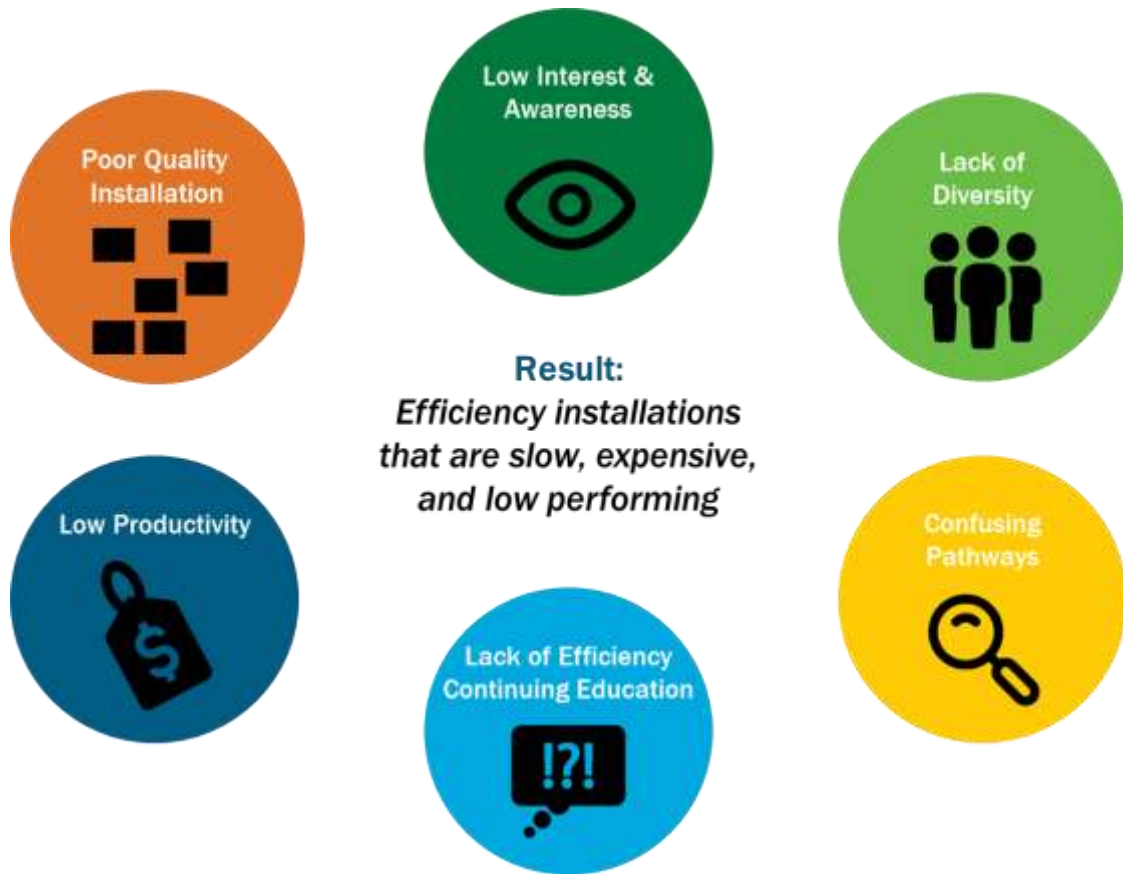 Low Interest &
Awareness
Poor Quality
Installation
Lack of
Diversity
Result:
Efficiency installations
that are slow, expensive,
and low performing
Low Productivity
$
Confusing
Pathways
Lack of Efficiency
Continuing Education
!?!